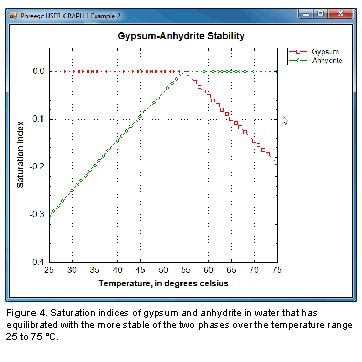 Phreeqc USER GRAPH 1 Example 2
Gypsum-Anhydrite Stability
Gypsum
Anhydrite
Saturation Index
0.0
0.1
-0.2
-0.3
0.4
25 30 35 40 45 50 55 60 65 70 75
Temperature, in degrees celsius
Figure 4. Saturation indices of gypsum and anhydrite in water that has
equilibrated with the more stable of the two phases over the temperature range
25 to 75 °C.